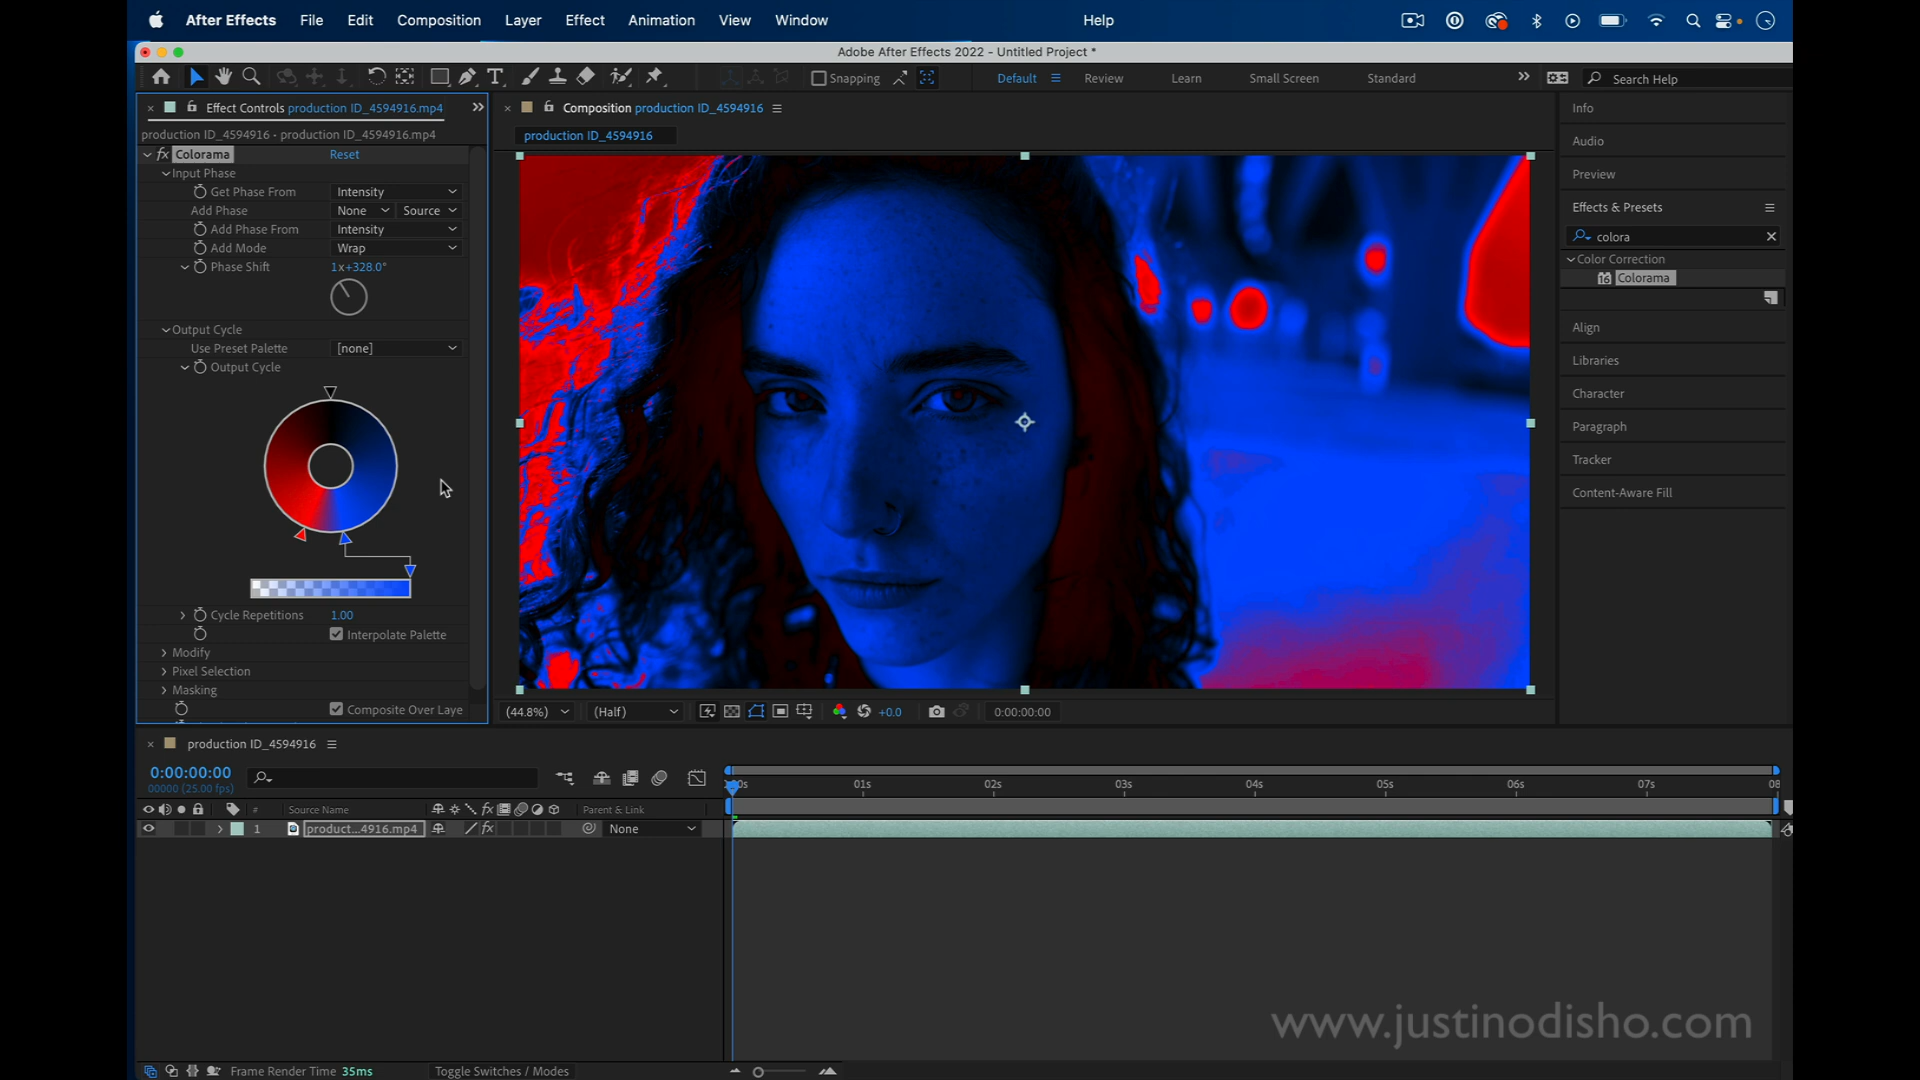 After Effects File Edit Composition Layer Effect Animation View Window Help
Adobe After Effects 2022 - Untitled Project *
Snapping Default Review Learn Small Screen Standard Search Help
Effect Controls production ID_4594916.mp4
production ID_4594916 - production ID_4594916.mp4
fx Colorama Reset
Input Phase
Get Phase From Intensity
Add Phase None Source
Add Phase From Intensity
Add Mode Wrap
Phase Shift 1x+328.0°
Output Cycle
Use Preset Palette [none]
Output Cycle
Cycle Repetitions 1.00
Interpolate Palette
Modify
Pixel Selection
Masking
Composite Over Laye
Composition production ID_4594916
production ID_4594916
(44.8%) (Half) +0.0 0:00:00:00
Info
Audio
Preview
Effects & Presets
colora
Color Correction
16 Colorama
Align
Libraries
Character
Paragraph
Tracker
Content-Aware Fill
production ID_4594916
0:00:00:00
00000 (25.00 fps)
01s 02s 03s 04s 05s 06s 07s 08
# Source Name fx Parent & Link
1 product...4916.mp4 fx None
Frame Render Time 35ms Toggle Switches / Modes
www.justinodisho.com